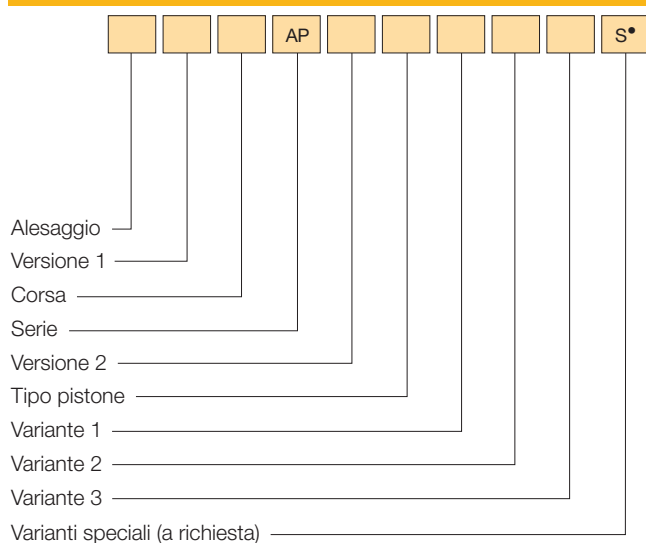 AP S•
Alesaggio
Versione 1
Corsa
Serie
Versione 2
Tipo pistone
Variante 1
Variante 2
Variante 3
Varianti speciali (a richiesta)